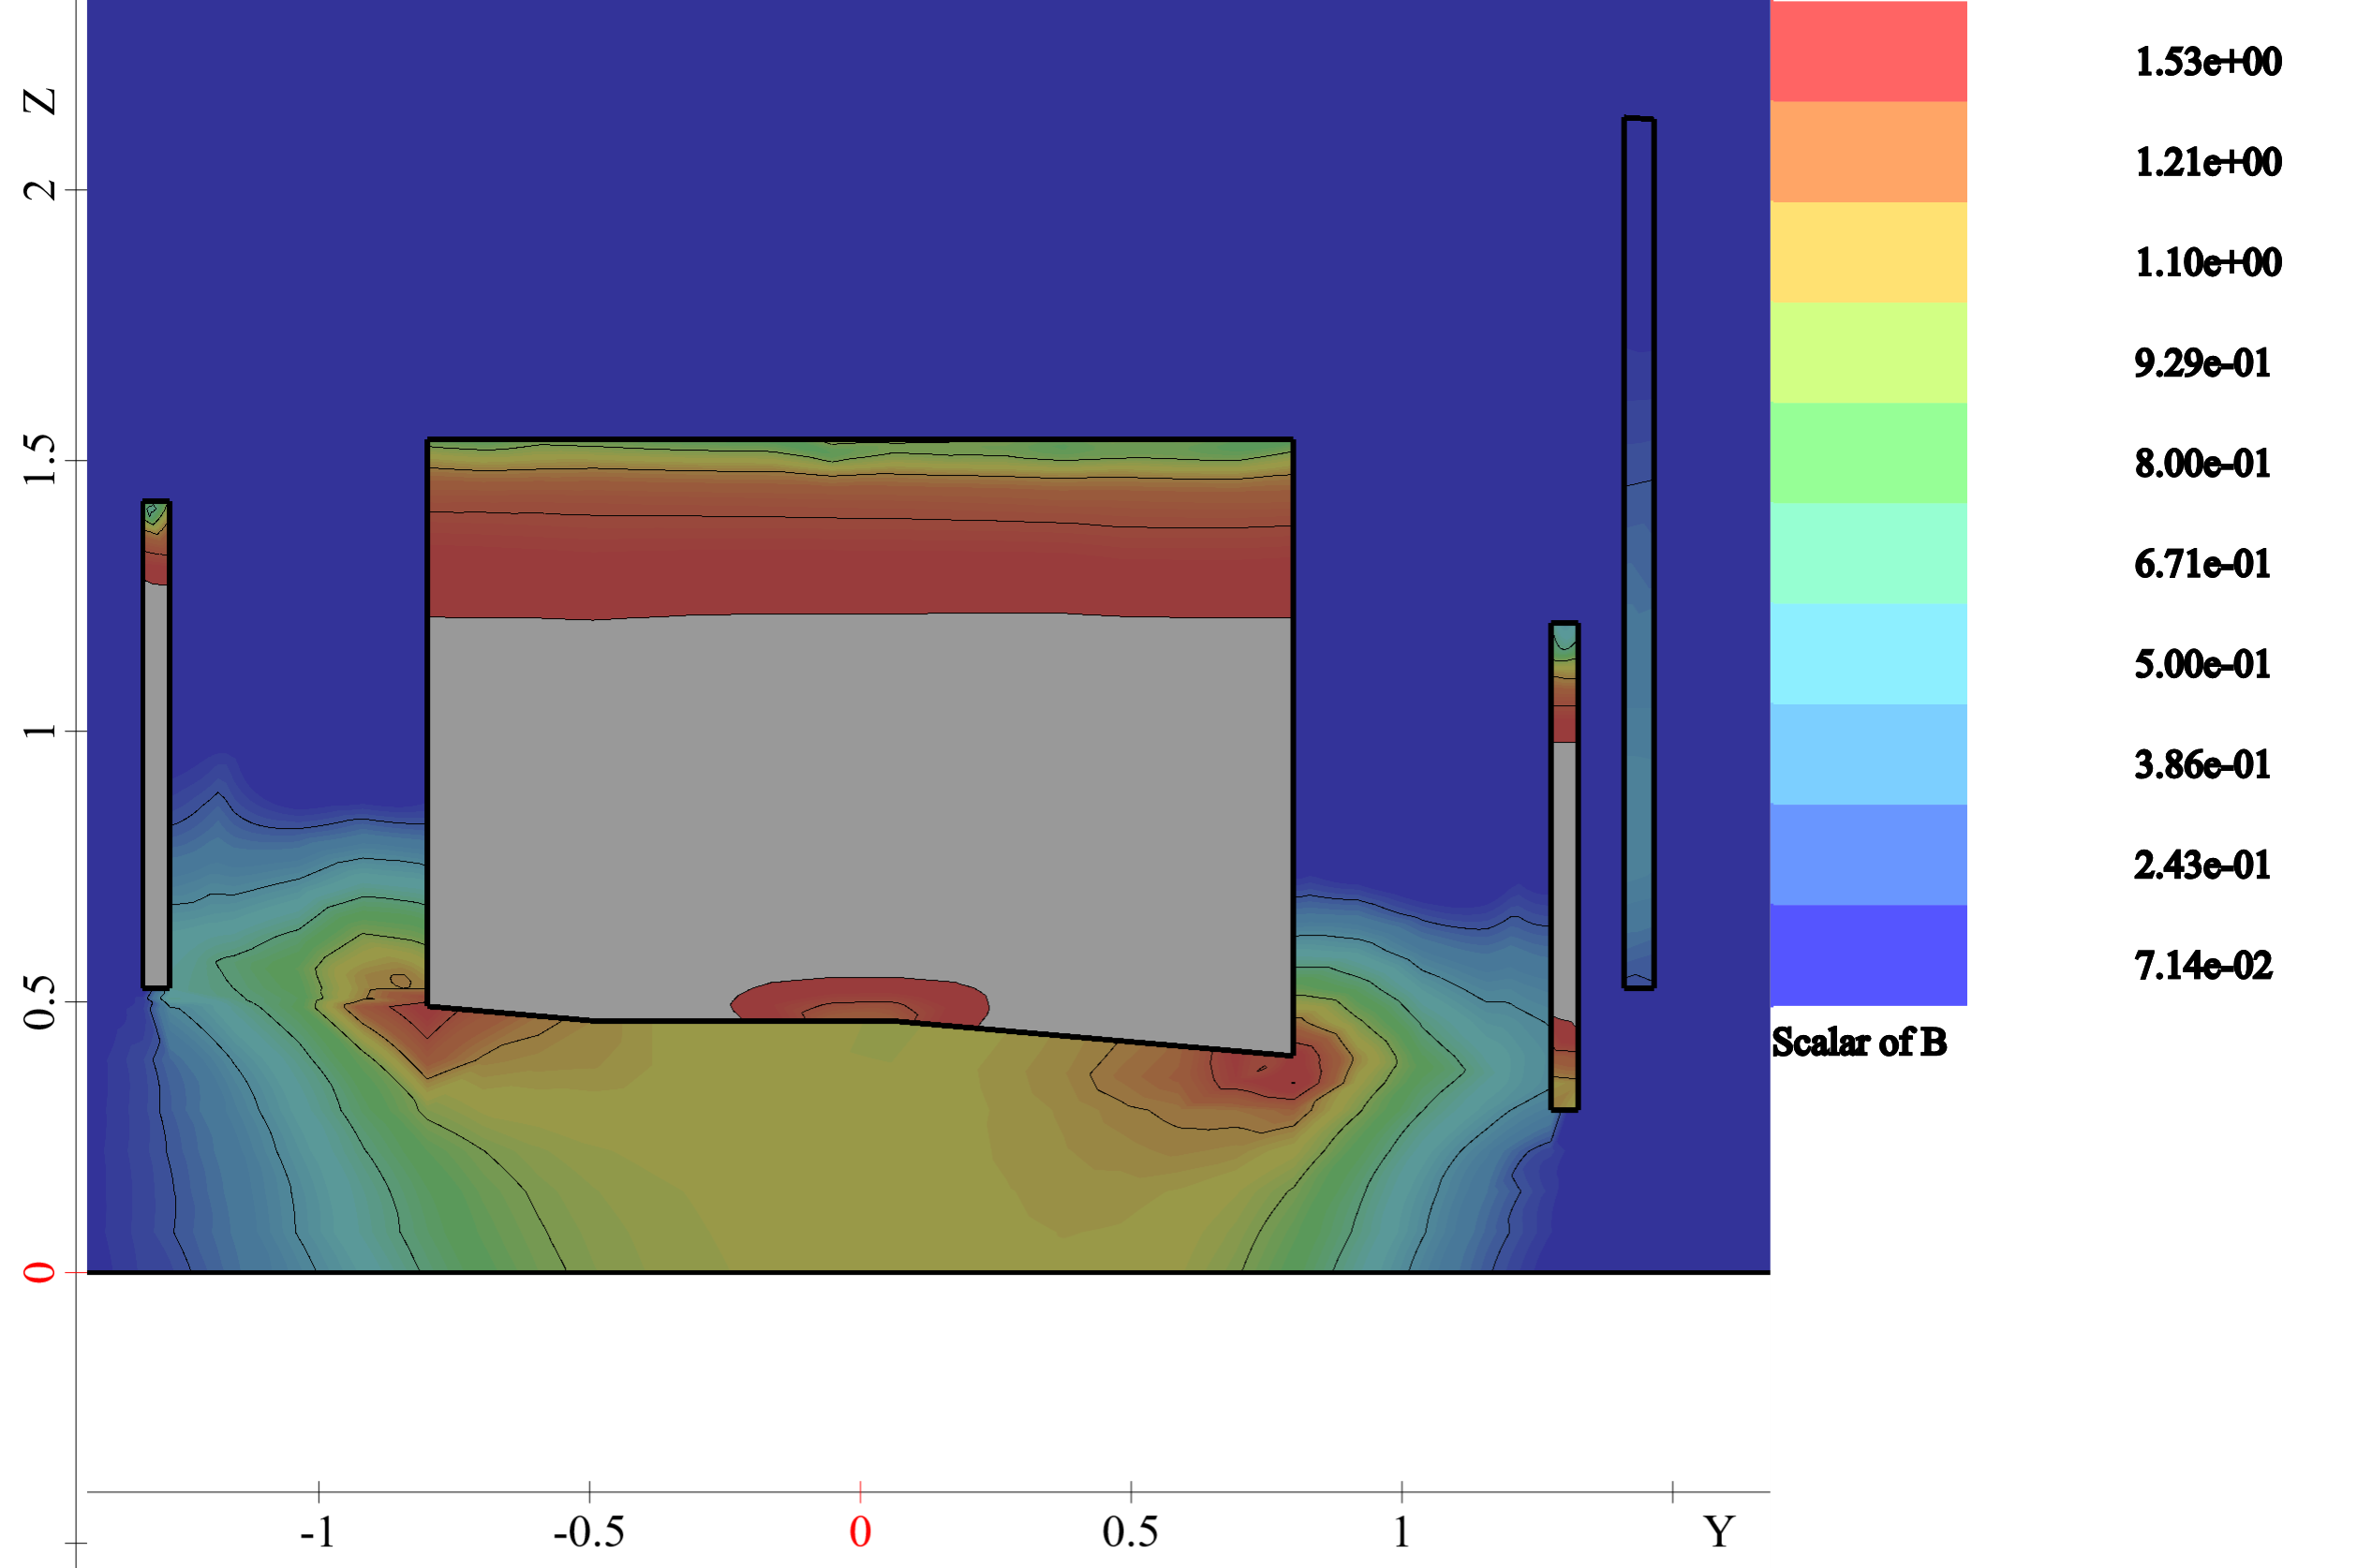 Z
2
1.5
1
0.5
0
-1
-0.5
0
0.5
1
Y
1.53e+00
1.21e+00
1.10e+00
9.29e-01
8.00e-01
6.71e-01
5.00e-01
3.86e-01
2.43e-01
7.14e-02
Scalar of B